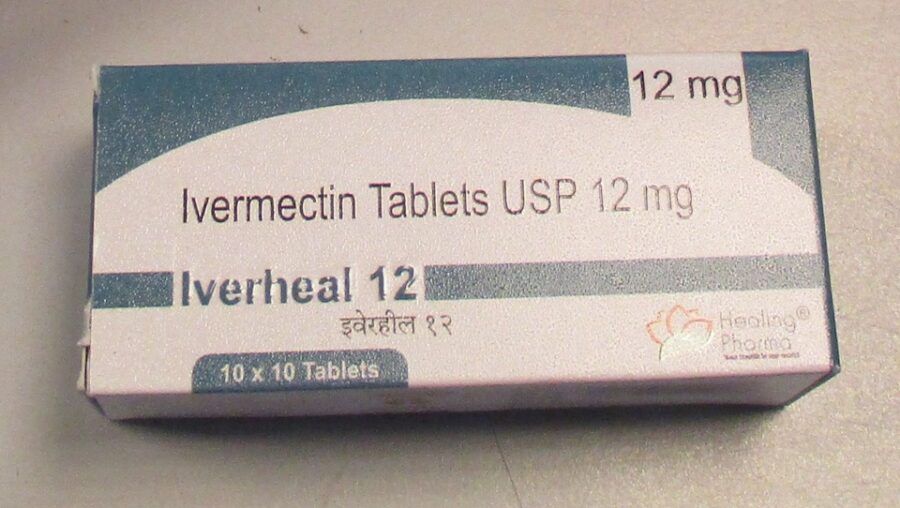 12 mg
Ivermectin Tablets USP 12 mg
Iverheal 12
इवेरहील १२
Healing®
Pharma
10 x 10 Tablets